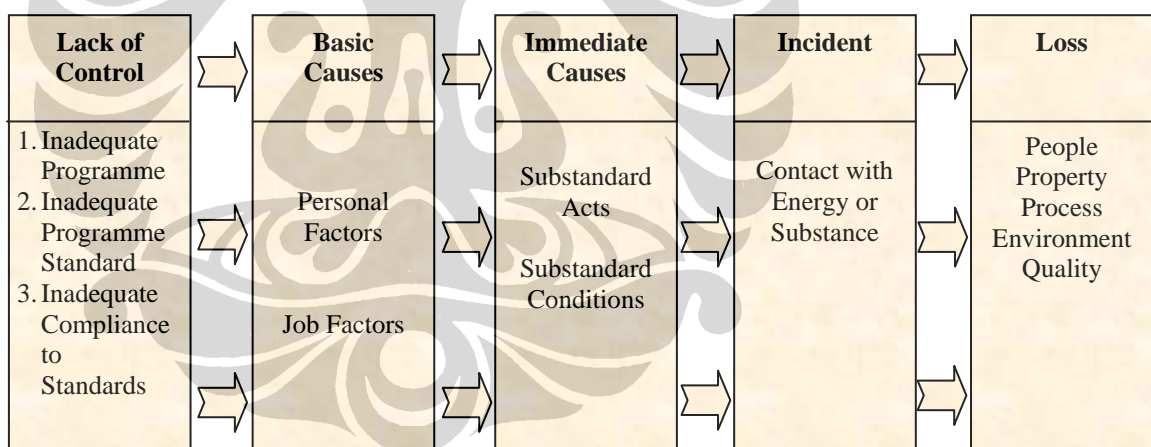 Lack of
Control
Basic
Causes
Immediate
Causes
Incident
Loss
1. Inadequate
Programme
2. Inadequate
Programme
Standard
3. Inadequate
Compliance
to
Standards
Personal
Factors
Job Factors
Substandard
Acts
Substandard
Conditions
Contact with
Energy or
Substance
People
Property
Process
Environment
Quality